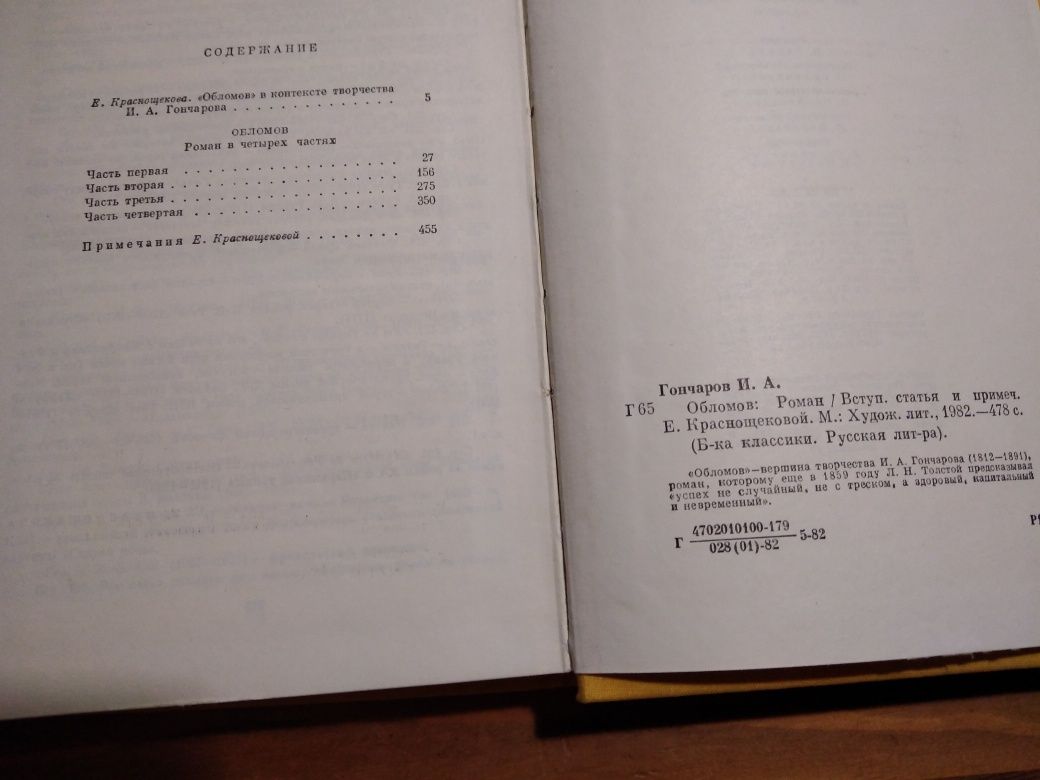 СОДЕРЖАНИЕ
Е. Краснощекова. «Обломов» в контексте творчества
И. А. Гончарова . . . . . . . . . . . . . 5
ОБЛОМОВ
Роман в четырех частях
Часть первая . . . . . . . . . . . . . . . . 27
Часть вторая . . . . . . . . . . . . . . . . . 156
Часть третья . . . . . . . . . . . . . . . . . 275
Часть четвертая . . . . . . . . . . . . . . . 350
Примечания Е. Краснощековой . . . . . . . . 455
Гончаров И. А.
Г 65 Обломов: Роман / Вступ. статья и примеч.
Е. Краснощековой. М.: Худож. лит., 1982.—478 с.
(Б-ка классики. Русская лит-ра).
«Обломов»—вершина творчества И. А. Гончарова (1812—1891),
роман, которому еще в 1859 году Л. Н. Толстой предсказывал
«успех не случайный, не с треском, а здоровый, капитальный
и невременный».
Г 4702010100-179
028(01)-82 5-82